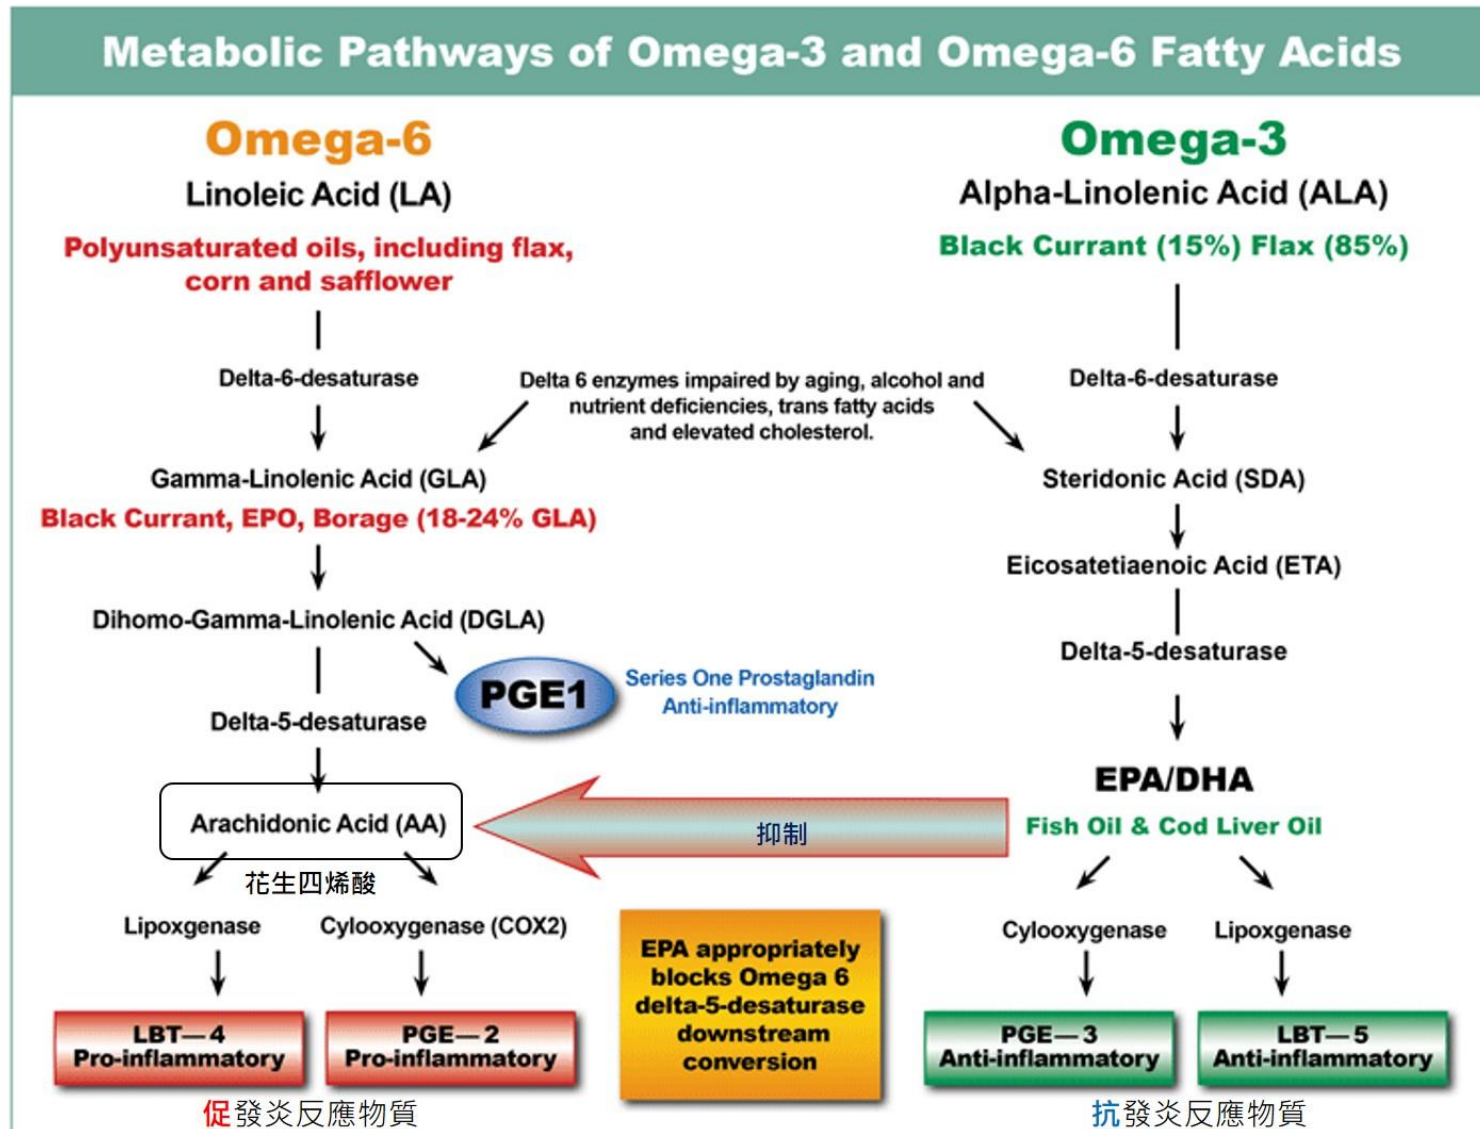 Metabolic Pathways of Omega-3 and Omega-6 Fatty Acids
Omega-6
Linoleic Acid (LA)
Polyunsaturated oils, including flax,
corn and safflower
Delta-6-desaturase
Gamma-Linolenic Acid (GLA)
Black Currant, EPO, Borage (18-24% GLA)
Dihomo-Gamma-Linolenic Acid (DGLA)
PGE1
Series One Prostaglandin
Anti-inflammatory
Delta-5-desaturase
Arachidonic Acid (AA)
花生四烯酸
Lipoxgenase
Cylooxygenase (COX2)
LBT—4
Pro-inflammatory
PGE—2
Pro-inflammatory
促發炎反應物質
Delta 6 enzymes impaired by aging, alcohol and
nutrient deficiencies, trans fatty acids
and elevated cholesterol.
抑制
EPA appropriately
blocks Omega 6
delta-5-desaturase
downstream
conversion
Omega-3
Alpha-Linolenic Acid (ALA)
Black Currant (15%) Flax (85%)
Delta-6-desaturase
Steridonic Acid (SDA)
Eicosatetiaenoic Acid (ETA)
Delta-5-desaturase
EPA/DHA
Fish Oil & Cod Liver Oil
Cylooxygenase
Lipoxgenase
PGE—3
Anti-inflammatory
LBT—5
Anti-inflammatory
抗發炎反應物質